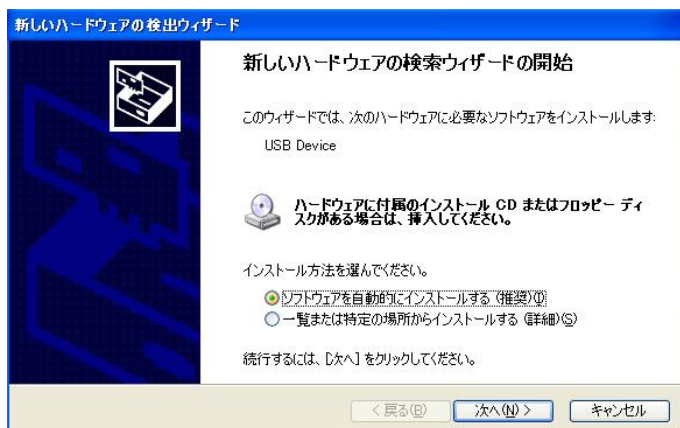 新しいハードウェアの検出ウィザード
新しいハードウェアの検索ウィザードの開始
このウィザードでは、次のハードウェアに必要なソフトウェアをインストールします:
USB Device
ハードウェアに付属のインストール CD またはフロッピー ディ
スクがある場合は、挿入してください。
インストール方法を選んでください。
ソフトウェアを自動的にインストールする (推奨)(I)
一覧または特定の場所からインストールする (詳細)(S)
続行するには、[次へ] をクリックしてください。
< 戻る(B) 次へ(N) > キャンセル